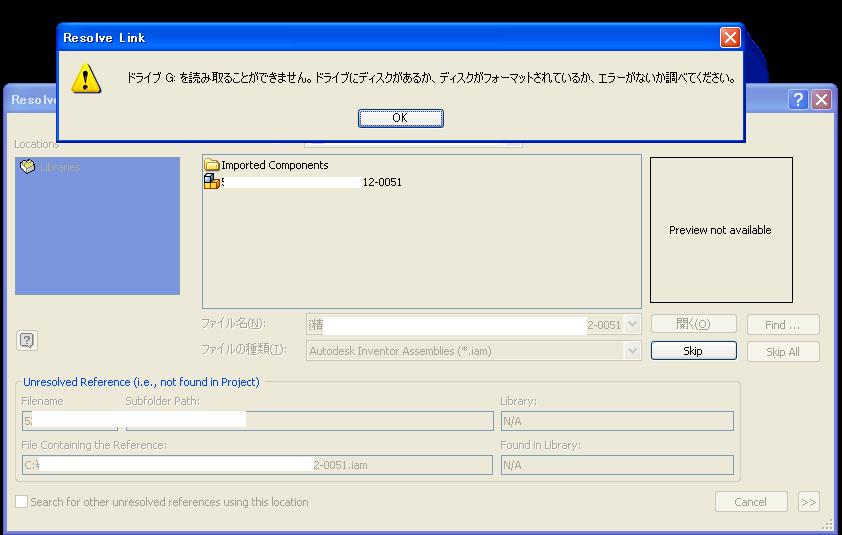 Resolve Link
ドライブ G: を読み取ることができません。ドライブにディスクがあるか、ディスクがフォーマットされているか、エラーがないか調べてください。
OK
Resolve
Locations
Libraries
Imported Components
12-0051
Preview not available
ファイル名(N):
精
2-0051
開く(O)
Find ...
ファイルの種類(T):
Autodesk Inventor Assemblies (*.iam)
Skip
Skip All
Unresolved Reference (i.e., not found in Project)
Filename
Subfolder Path:
Library:
5
N/A
File Containing the Reference:
Found in Library:
C:\
2-0051.iam
N/A
Search for other unresolved references using this location
Cancel
>>